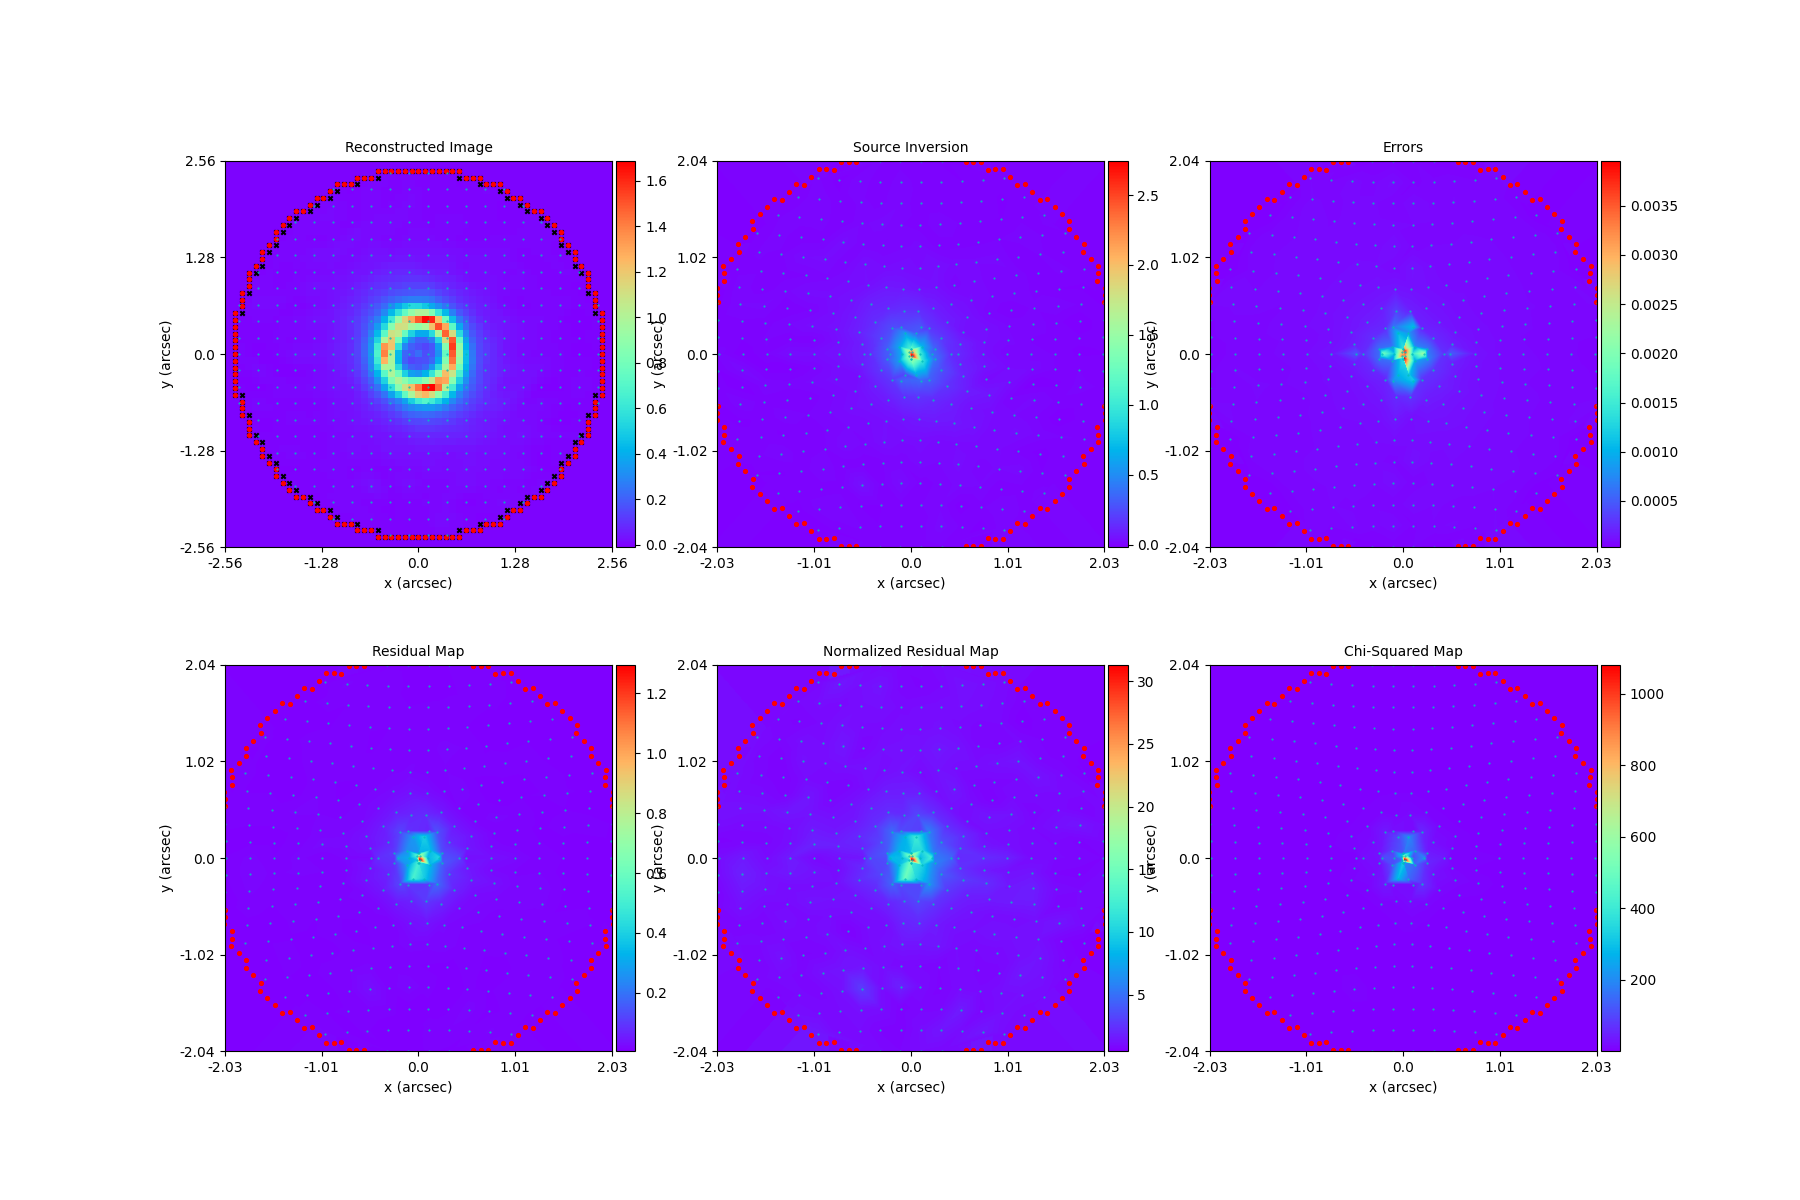 Reconstructed Image
2.56
1.28
0.0
-1.28
-2.56
y (arcsec)
-2.56 -1.28 0.0 1.28 2.56
x (arcsec)
1.6
1.4
1.2
1.0
0.8
0.6
0.4
0.2
0.0
Source Inversion
2.04
1.02
0.0
-1.02
-2.04
y (arcsec)
-2.03 -1.01 0.0 1.01 2.03
x (arcsec)
2.5
2.0
1.5
1.0
0.5
0.0
Errors
2.04
1.02
0.0
-1.02
-2.04
y (arcsec)
-2.03 -1.01 0.0 1.01 2.03
x (arcsec)
0.0035
0.0030
0.0025
0.0020
0.0015
0.0010
0.0005
Residual Map
2.04
1.02
0.0
-1.02
-2.04
y (arcsec)
-2.03 -1.01 0.0 1.01 2.03
x (arcsec)
1.2
1.0
0.8
0.6
0.4
0.2
Normalized Residual Map
2.04
1.02
0.0
-1.02
-2.04
y (arcsec)
-2.03 -1.01 0.0 1.01 2.03
x (arcsec)
30
25
20
15
10
5
Chi-Squared Map
2.04
1.02
0.0
-1.02
-2.04
y (arcsec)
-2.03 -1.01 0.0 1.01 2.03
x (arcsec)
1000
800
600
400
200